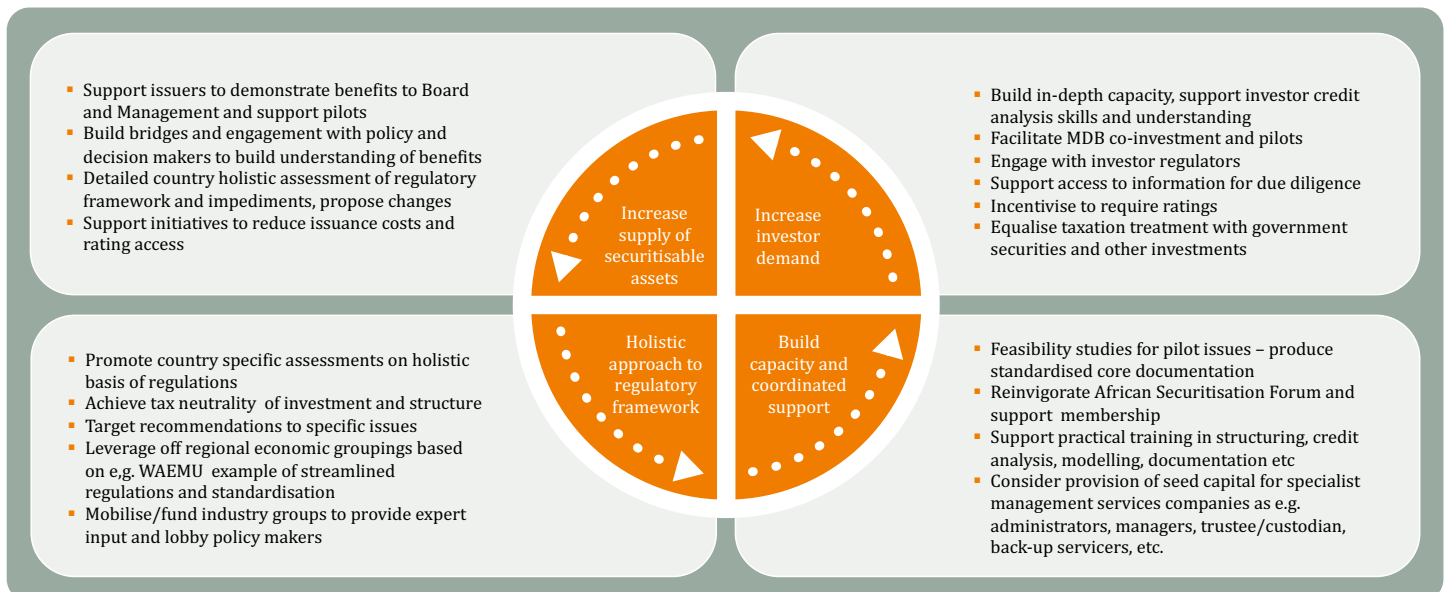 ▪ Support issuers to demonstrate benefits to Board
and Management and support pilots
▪ Build bridges and engagement with policy and
decision makers to build understanding of benefits
▪ Detailed country holistic assessment of regulatory
framework and impediments, propose changes
▪ Support initiatives to reduce issuance costs and
rating access
Increase
supply of
securitisable
assets
Increase
investor
demand
▪ Build in-depth capacity, support investor credit
analysis skills and understanding
▪ Facilitate MDB co-investment and pilots
▪ Engage with investor regulators
▪ Support access to information for due diligence
▪ Incentivise to require ratings
▪ Equalise taxation treatment with government
securities and other investments
▪ Promote country specific assessments on holistic
basis of regulations
▪ Achieve tax neutrality of investment and structure
▪ Target recommendations to specific issues
▪ Leverage off regional economic groupings based
on e,g. WAEMU example of streamlined
regulations and standardisation
▪ Mobilise/fund industry groups to provide expert
input and lobby policy makers
Holistic
approach to
regulatory
framework
Build
capacity and
coordinated
support
▪ Feasibility studies for pilot issues – produce
standardised core documentation
▪ Reinvigorate African Securitisation Forum and
support membership
▪ Support practical training in structuring, credit
analysis, modelling, documentation etc
▪ Consider provision of seed capital for specialist
management services companies as e.g.
administrators, managers, trustee/custodian,
back-up servicers, etc.